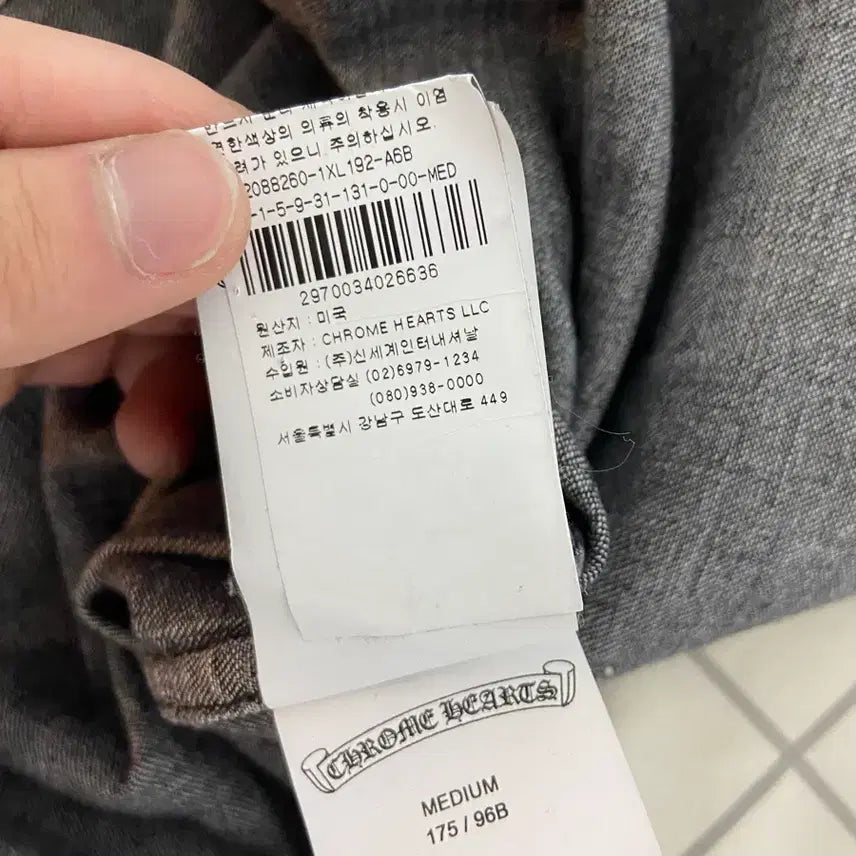 착용시 이염
색상의 의류의
있으니 주의하십시오.
2088260-1XL192-A6B
-1-5-9-31-131-0-00-MED
2970034026636
원산지 : 미국
제조자 : CHROME HEARTS LLC
수입원 : (주)신세계인터내셔날
소비자상담실 (02)6979-1234
(080)938-0000
서울특별시 강남구 도산대로 449
CHROME HEARTS
MEDIUM
175 / 96B